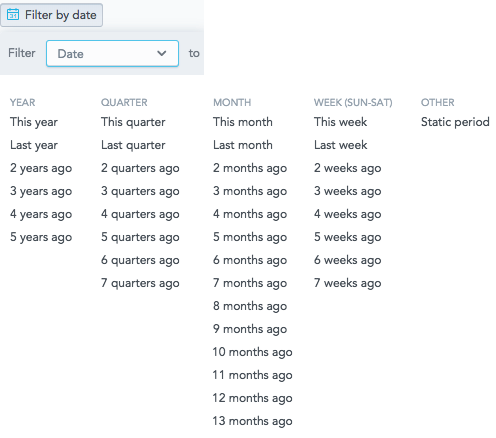 Filter by date
Filter Date to
YEAR
This year
Last year
2 years ago
3 years ago
4 years ago
5 years ago
QUARTER
This quarter
Last quarter
2 quarters ago
3 quarters ago
4 quarters ago
5 quarters ago
6 quarters ago
7 quarters ago
MONTH
This month
Last month
2 months ago
3 months ago
4 months ago
5 months ago
6 months ago
7 months ago
8 months ago
9 months ago
10 months ago
11 months ago
12 months ago
13 months ago
WEEK (SUN-SAT)
This week
Last week
2 weeks ago
3 weeks ago
4 weeks ago
5 weeks ago
6 weeks ago
7 weeks ago
OTHER
Static period